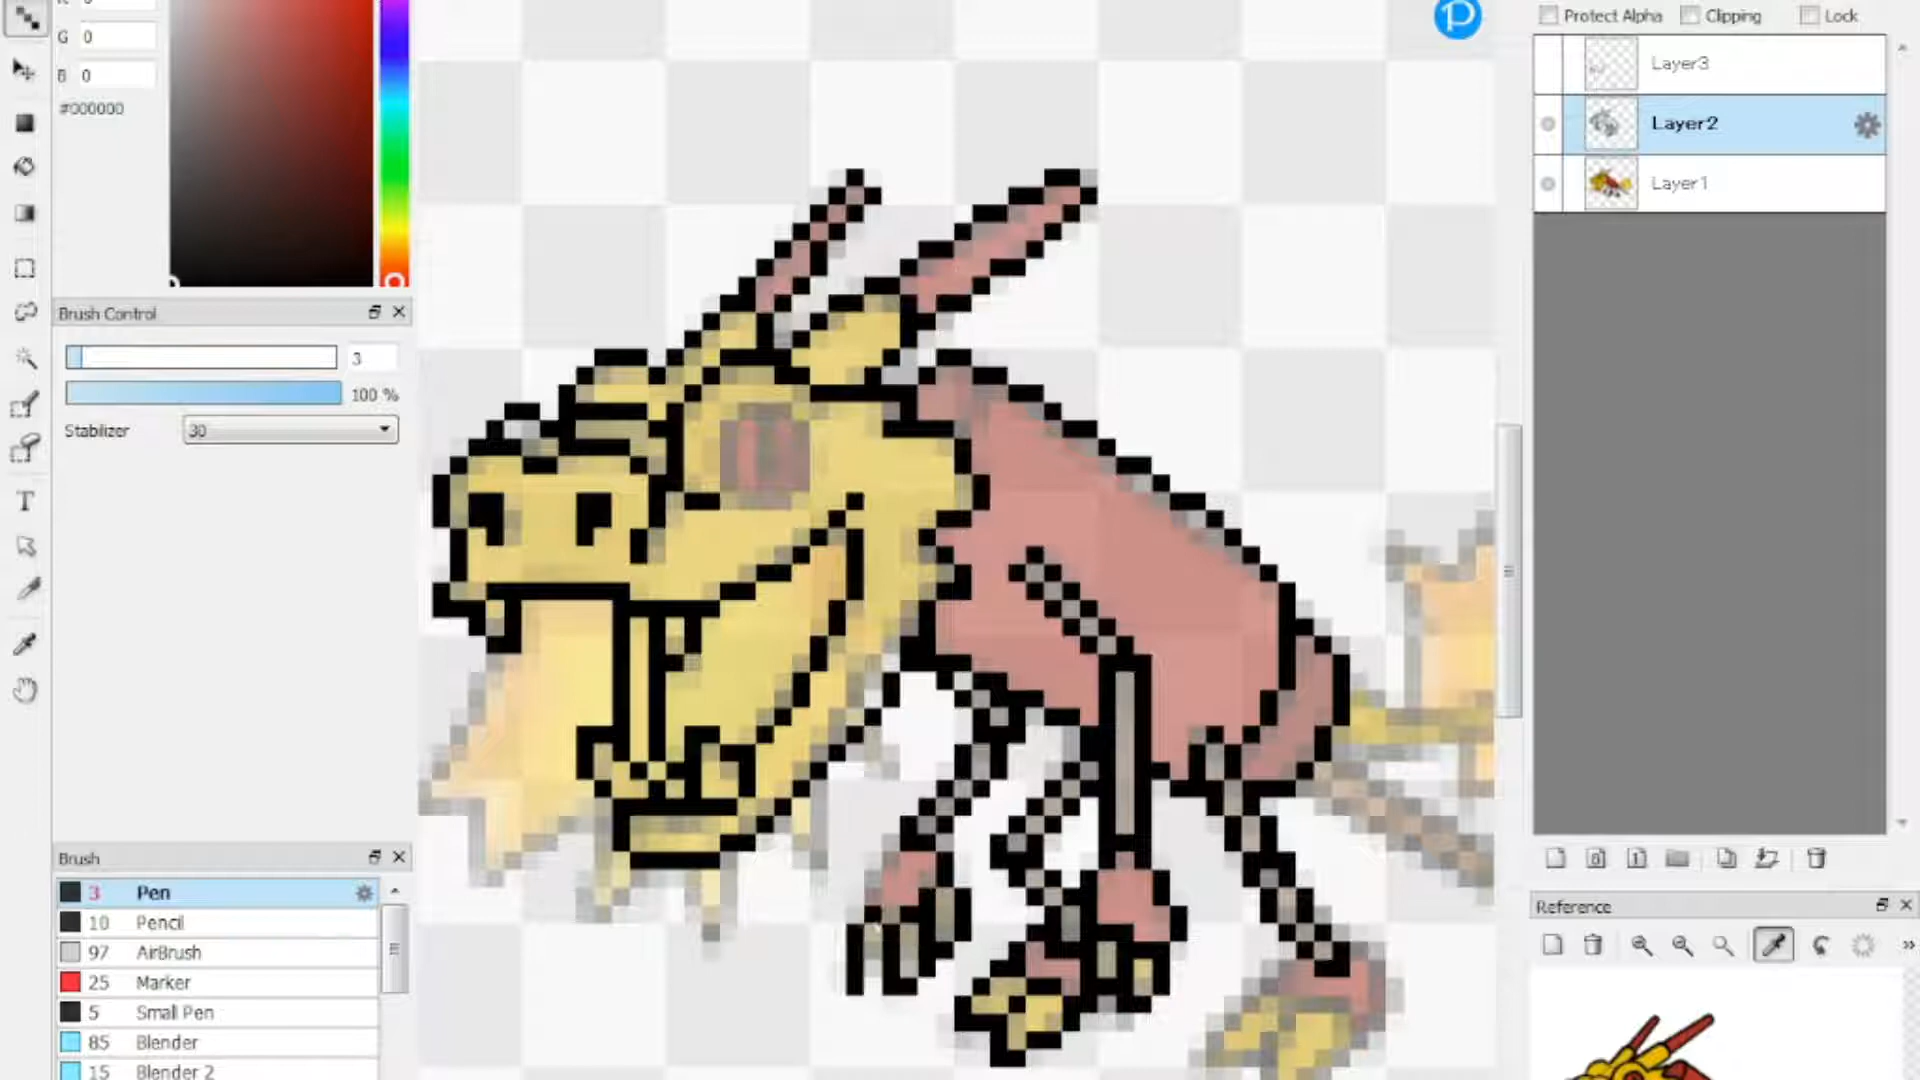 G 0
B 0
#000000
Brush Control
3
100 %
Stabilizer 30
Brush
3 Pen
10 Pencil
97 AirBrush
25 Marker
5 Small Pen
85 Blender
15 Blender 2
T
P
Protect Alpha Clipping Lock
Layer3
Layer2
Layer1
Reference